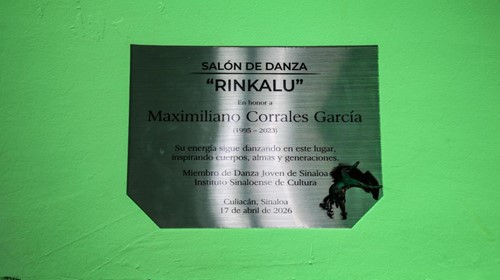 SALÓN DE DANZA
“RINKALU”
En honor a
Maximiliano Corrales García
(1995 - 2023)
Su energía sigue danzando en este lugar,
inspirando cuerpos, almas y generaciones.
Miembro de Danza Joven de Sinaloa
Instituto Sinaloense de Cultura
Culiacán, Sinaloa
17 de abril de 2026